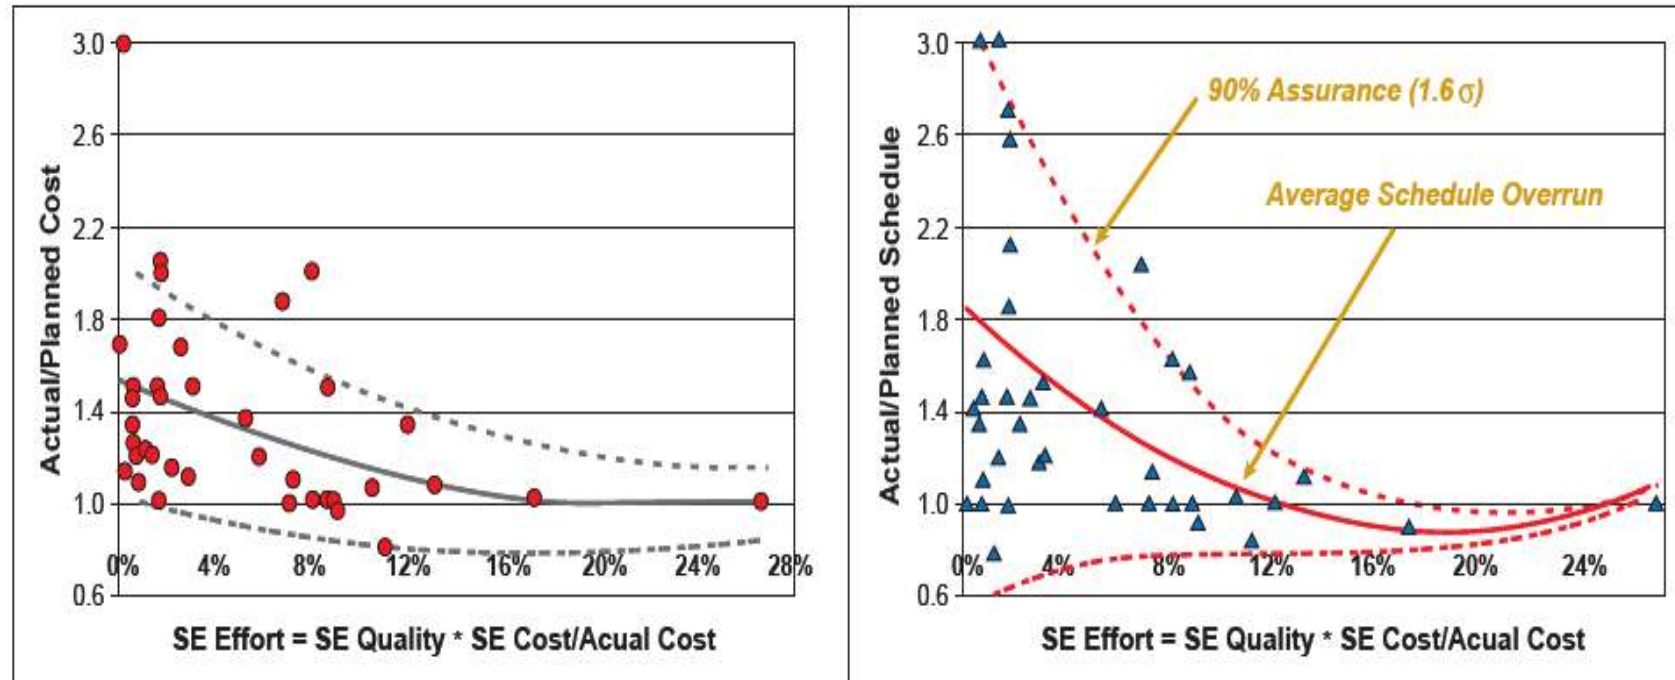 Actual/Planned Cost
3.0
2.6
2.2
1.8
1.4
1.0
0.6
0% 4% 8% 12% 16% 20% 24% 28%
SE Effort = SE Quality * SE Cost/Acual Cost
Actual/Planned Schedule
3.0
2.6
2.2
1.8
1.4
1.0
0.6
90% Assurance (1.6 σ)
Average Schedule Overrun
0% 4% 8% 12% 16% 20% 24%
SE Effort = SE Quality * SE Cost/Acual Cost